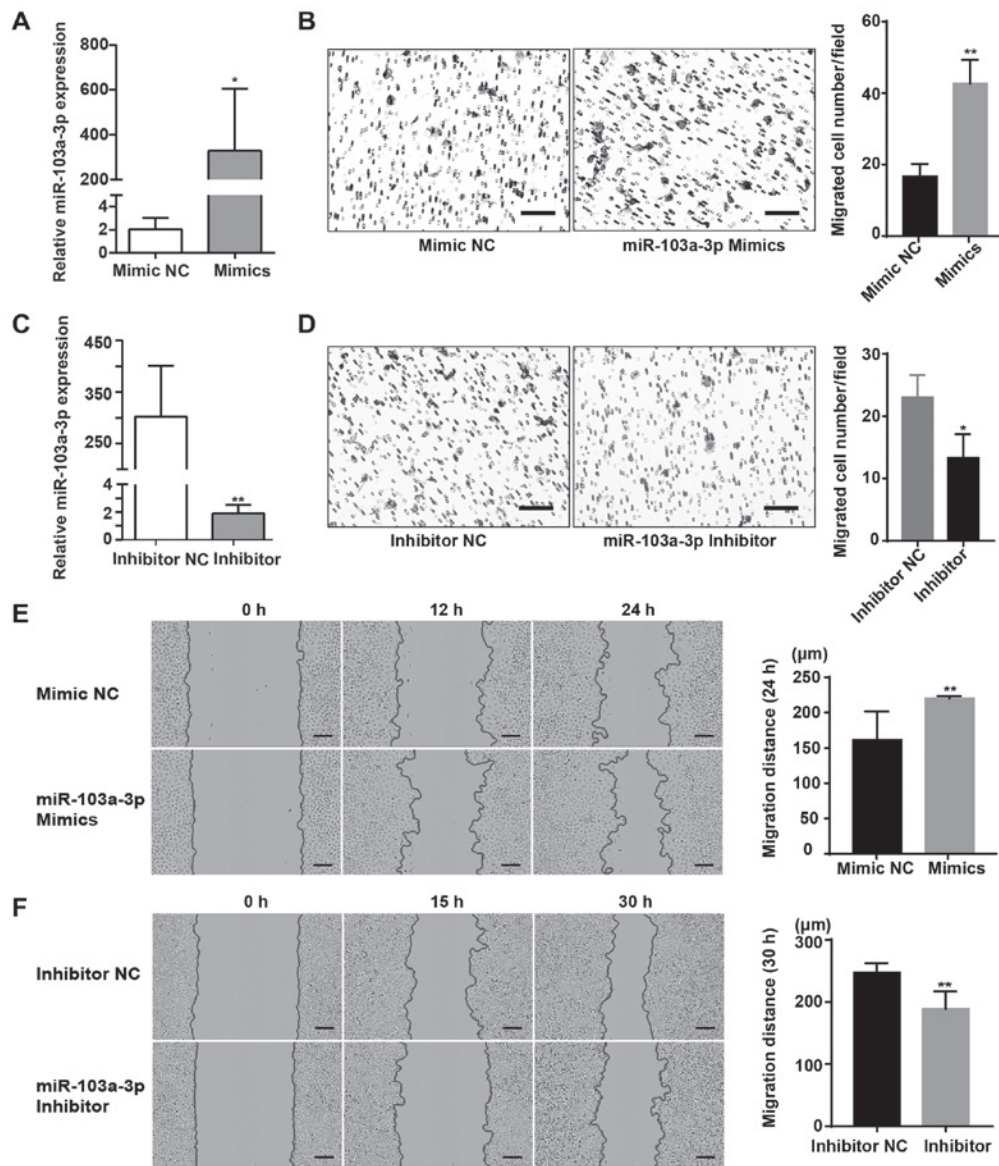 A
Relative miR-103a-3p expression
800
600
400
200
4
2
0
*
Mimic NC
Mimics
B
Mimic NC
miR-103a-3p Mimics
Migrated cell number/field
60
40
20
0
**
Mimic NC
Mimics
C
Relative miR-103a-3p expression
450
350
250
4
2
0
**
Inhibitor NC
Inhibitor
D
Inhibitor NC
miR-103a-3p Inhibitor
Migrated cell number/field
30
20
10
0
*
Inhibitor NC
Inhibitor
E
0 h
12 h
24 h
Mimic NC
miR-103a-3p
Mimics
(µm)
Migration distance (24 h)
250
200
150
100
50
0
**
Mimic NC
Mimics
F
0 h
15 h
30 h
Inhibitor NC
miR-103a-3p
Inhibitor
(µm)
Migration distance (30 h)
300
200
100
0
**
Inhibitor NC
Inhibitor